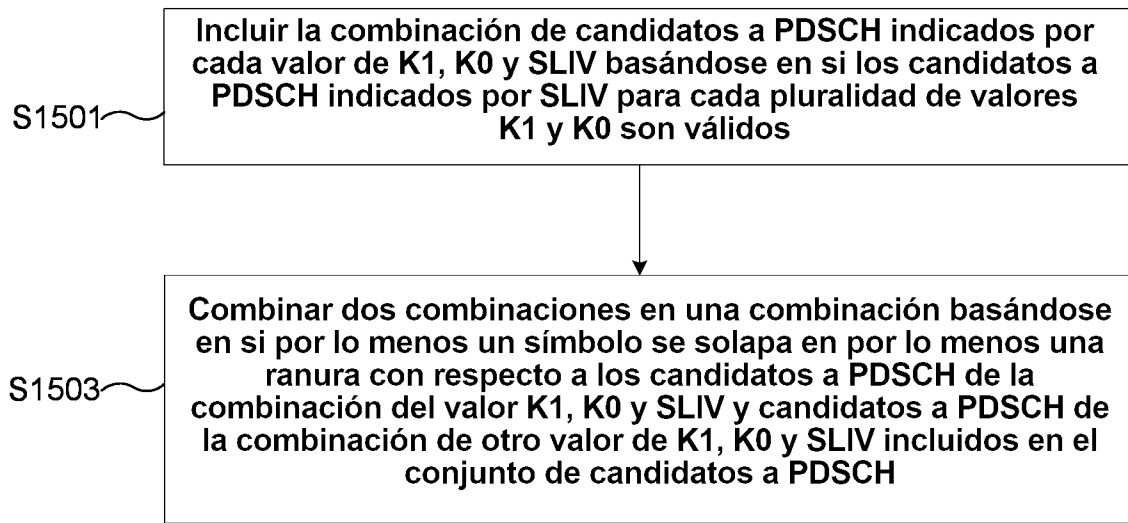 Incluir la combinación de candidatos a PDSCH indicados por
cada valor de K1, K0 y SLIV basándose en si los candidatos a
PDSCH indicados por SLIV para cada pluralidad de valores
K1 y K0 son válidos
S1501
Combinar dos combinaciones en una combinación basándose
en si por lo menos un símbolo se solapa en por lo menos una
ranura con respecto a los candidatos a PDSCH de la
combinación del valor K1, K0 y SLIV y candidatos a PDSCH de
la combinación de otro valor de K1, K0 y SLIV incluidos en el
conjunto de candidatos a PDSCH
S1503